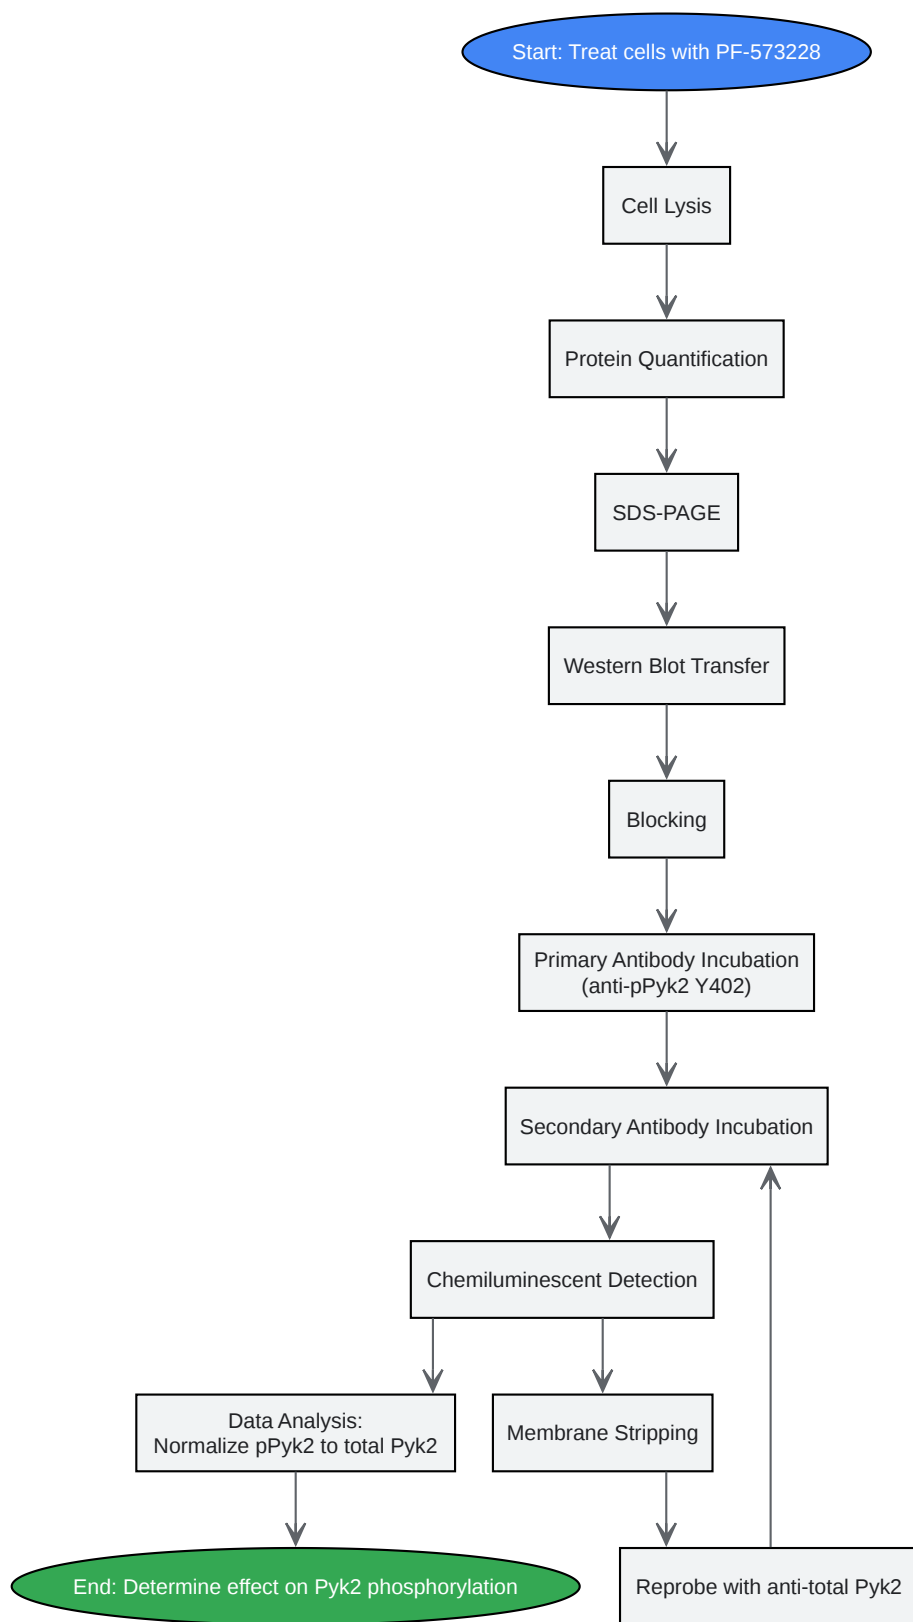 Start: Treat cells with PF-573228
Cell Lysis
Protein Quantification
SDS-PAGE
Western Blot Transfer
Blocking
Primary Antibody Incubation
(anti-pPyk2 Y402)
Secondary Antibody Incubation
Chemiluminescent Detection
Data Analysis:
Normalize pPyk2 to total Pyk2
Membrane Stripping
End: Determine effect on Pyk2 phosphorylation
Reprobe with anti-total Pyk2